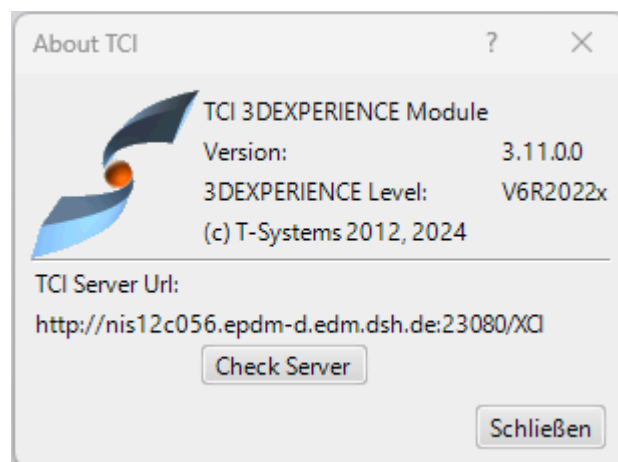 About TCI
?
TCI 3DEXPERIENCE Module
Version: 3.11.0.0
3DEXPERIENCE Level: V6R2022x
(c) T-Systems 2012, 2024
TCI Server Url:
http://nis12c056.epdm-d.edm.dsh.de:23080/XCI
Check Server
Schließen